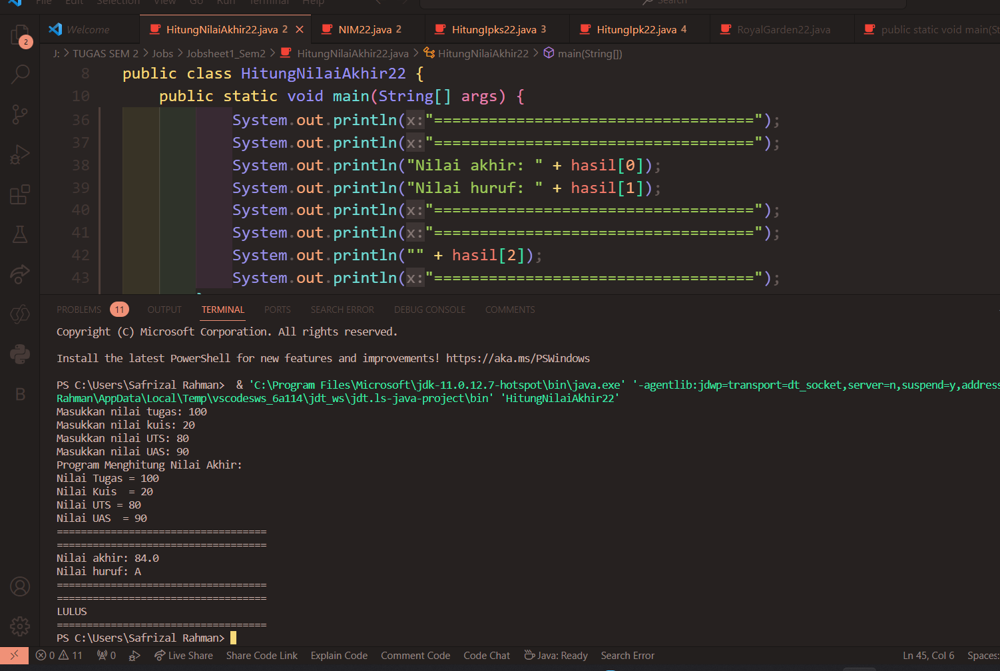 File Edit Selection View Go Run Terminal Help Search
Welcome HitungNilaiAkhir22.java 2 NIM22.java 2 HitungIpks22.java 3 HitungIpk22.java 4 RoyalGarden22.java public static void main(St
J: > TUGAS SEM 2 > Jobs > Jobsheet1_Sem2 > HitungNilaiAkhir22.java > HitungNilaiAkhir22 > main(String[])
8 public class HitungNilaiAkhir22 {
10 public static void main(String[] args) {
36 System.out.println(x:"===================================");
37 System.out.println(x:"===================================");
38 System.out.println("Nilai akhir: " + hasil[0]);
39 System.out.println("Nilai huruf: " + hasil[1]);
40 System.out.println(x:"===================================");
41 System.out.println(x:"===================================");
42 System.out.println("" + hasil[2]);
43 System.out.println(x:"===================================");
2
PROBLEMS 11 OUTPUT TERMINAL PORTS SEARCH ERROR DEBUG CONSOLE COMMENTS
Copyright (C) Microsoft Corporation. All rights reserved.
Install the latest PowerShell for new features and improvements! https://aka.ms/PSWindows
PS C:\Users\Safrizal Rahman>  & 'C:\Program Files\Microsoft\jdk-11.0.12.7-hotspot\bin\java.exe' '-agentlib:jdwp=transport=dt_socket,server=n,suspend=y,address
Rahman\AppData\Local\Temp\vscodesws_6a114\jdt_ws\jdt.ls-java-project\bin' 'HitungNilaiAkhir22'
Masukkan nilai tugas: 100
Masukkan nilai kuis: 20
Masukkan nilai UTS: 80
Masukkan nilai UAS: 90
Program Menghitung Nilai Akhir:
Nilai Tugas = 100
Nilai Kuis  = 20
Nilai UTS = 80
Nilai UAS  = 90
===================================
===================================
Nilai akhir: 84.0
Nilai huruf: A
===================================
===================================
LULUS
===================================
PS C:\Users\Safrizal Rahman>
B
0 11 0 Live Share Share Code Link Explain Code Comment Code Code Chat Java: Ready Search Error Ln 45, Col 6 Spaces: